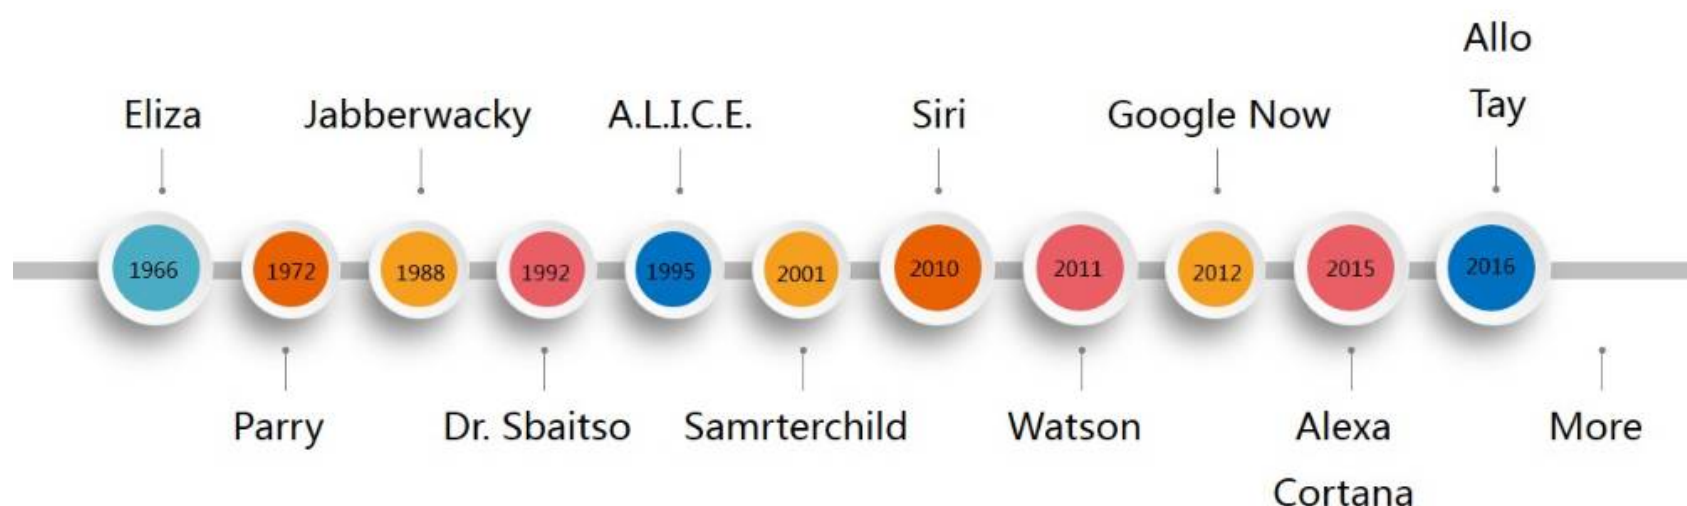 Allo
Tay
Eliza
Jabberwacky
A.L.I.C.E.
Siri
Google Now
1966
1972
1988
1992
1995
2001
2010
2011
2012
2015
2016
Parry
Dr. Sbaitso
Samrterchild
Watson
Alexa
Cortana
More